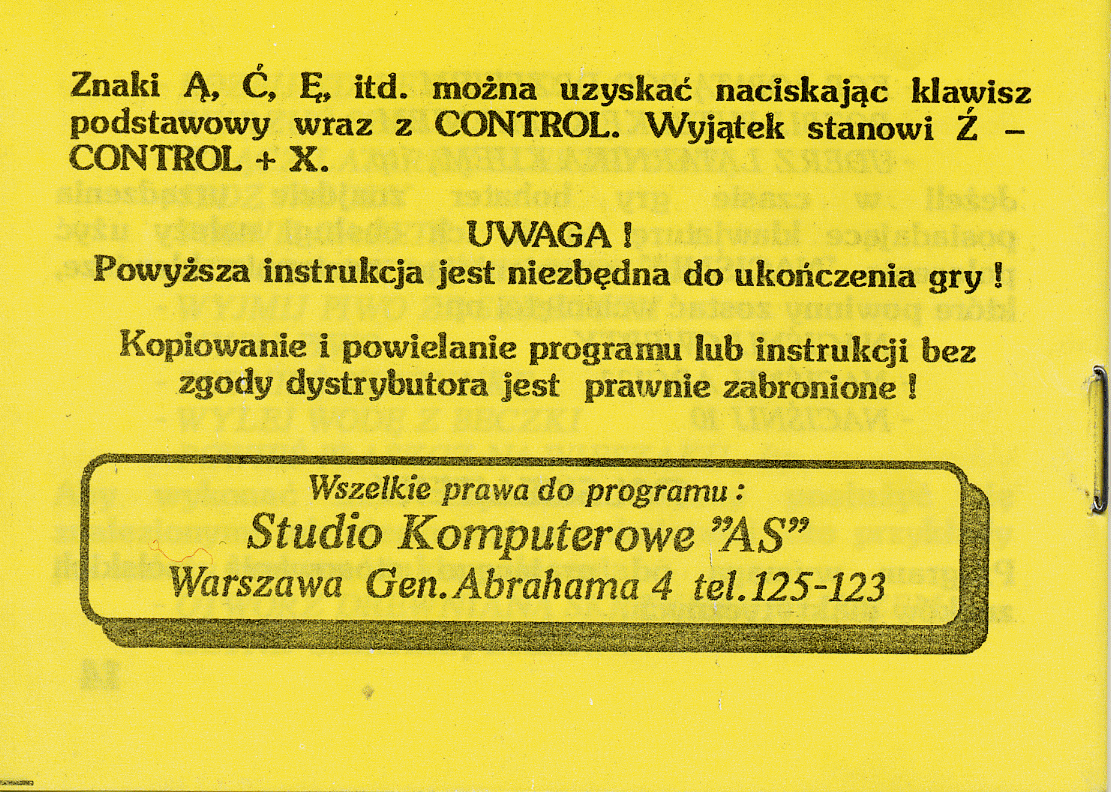 Znaki Ą, Ć, Ę, itd. można uzyskać naciskając klawisz
podstawowy wraz z CONTROL. Wyjątek stanowi Ź –
CONTROL + X.
UWAGA !
Powyższa instrukcja jest niezbędna do ukończenia gry !
Kopiowanie i powielanie programu lub instrukcji bez
zgody dystrybutora jest prawnie zabronione !
Wszelkie prawa do programu :
Studio Komputerowe ”AS”
Warszawa Gen. Abrahama 4 tel. 125-123